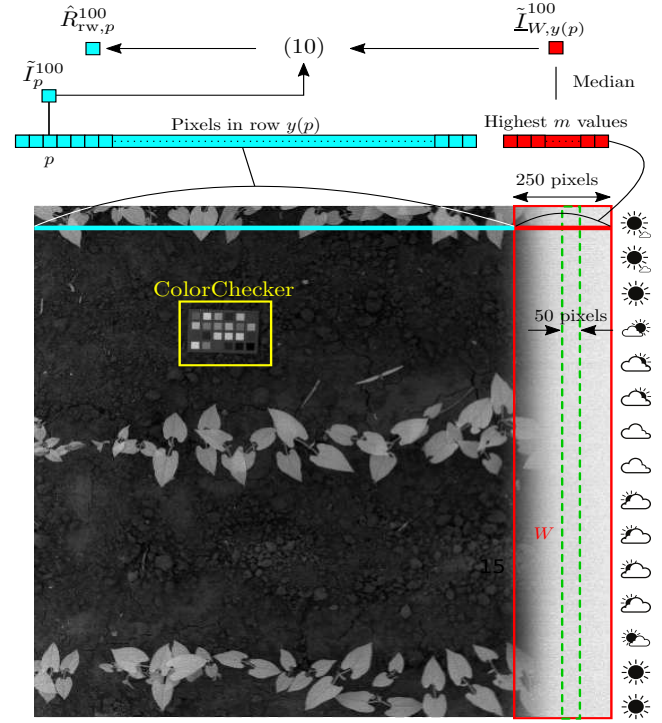 R̂^100_rw,p
(10)
Ĩ^100_W,y(p)
Ĩ^100_p
Median
Pixels in row y(p)
Highest m values
p
250 pixels
ColorChecker
50 pixels
W
15